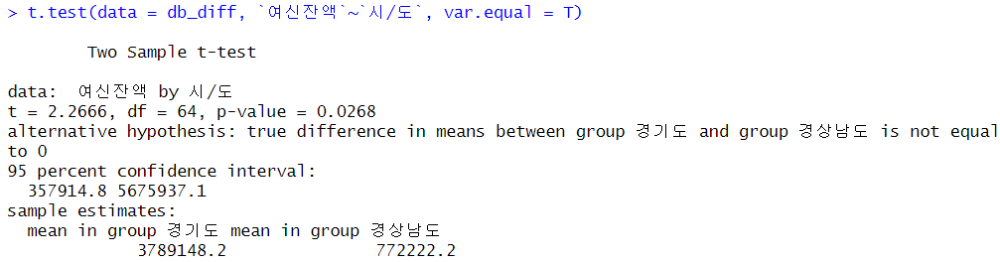 > t.test(data = db_diff, `여신잔액`~`시/도`, var.equal = T)
Two Sample t-test
data:  여신잔액 by 시/도
t = 2.2666, df = 64, p-value = 0.0268
alternative hypothesis: true difference in means between group 경기도 and group 경상남도 is not equal
to 0
95 percent confidence interval:
357914.8 5675937.1
sample estimates:
mean in group 경기도 mean in group 경상남도
3789148.2 772222.2